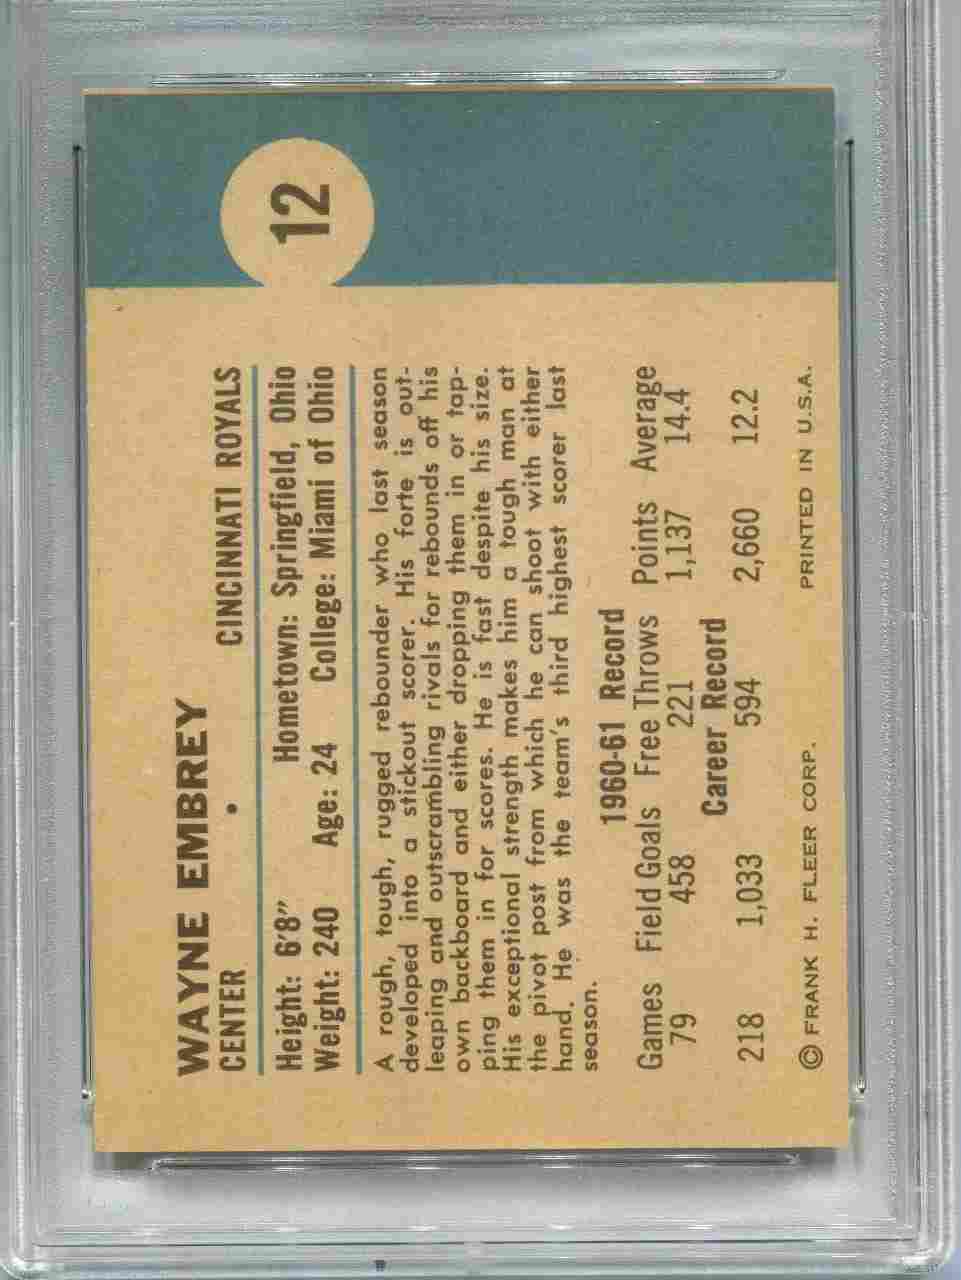 12
WAYNE EMBREY
CENTER • CINCINNATI ROYALS
Height: 6'8" Hometown: Springfield, Ohio
Weight: 240 Age: 24 College: Miami of Ohio
A rough, tough, rugged rebounder who last season
developed into a stickout scorer. His forte is out-
leaping and outscrambling rivals for rebounds off his
own backboard and either dropping them in or tap-
ping them in for scores. He is fast despite his size.
His exceptional strength makes him a tough man at
the pivot post from which he can shoot with either
hand. He was the team's third highest scorer last
season.
1960-61 Record
Games Field Goals Free Throws Points Average
79 458 221 1,137 14.4
Career Record
218 1,033 594 2,660 12.2
© FRANK H. FLEER CORP. PRINTED IN U.S.A.